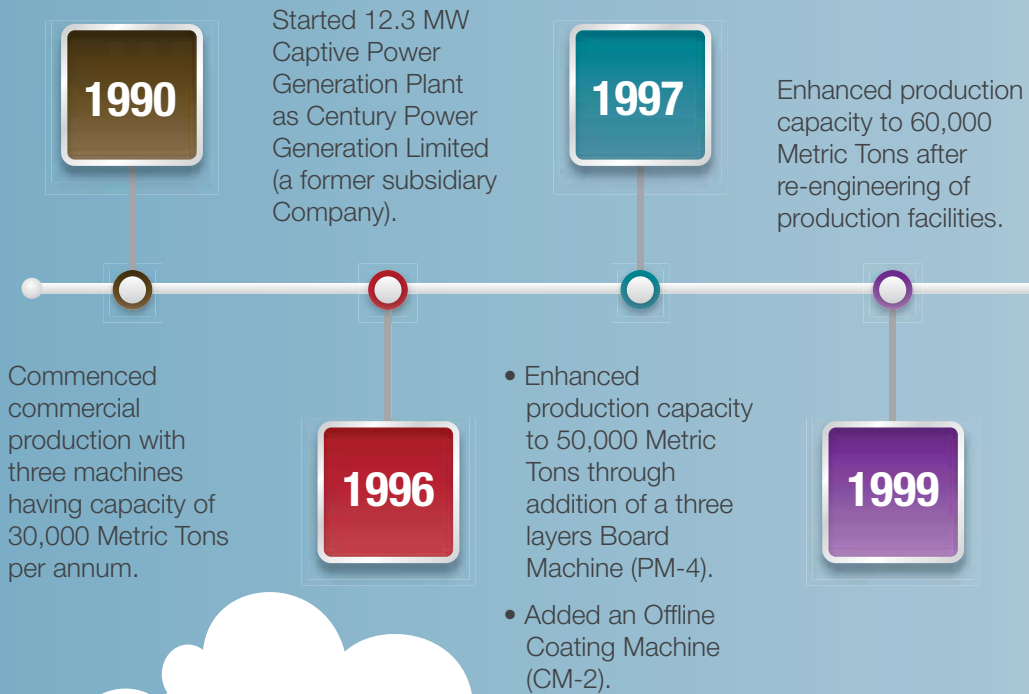 1990
Commenced
commercial
production with
three machines
having capacity of
30,000 Metric Tons
per annum.
Started 12.3 MW
Captive Power
Generation Plant
as Century Power
Generation Limited
(a former subsidiary
Company).
1996
1997
• Enhanced
production capacity
to 50,000 Metric
Tons through
addition of a three
layers Board
Machine (PM-4).
• Added an Offline
Coating Machine
(CM-2).
Enhanced production
capacity to 60,000
Metric Tons after
re-engineering of
production facilities.
1999